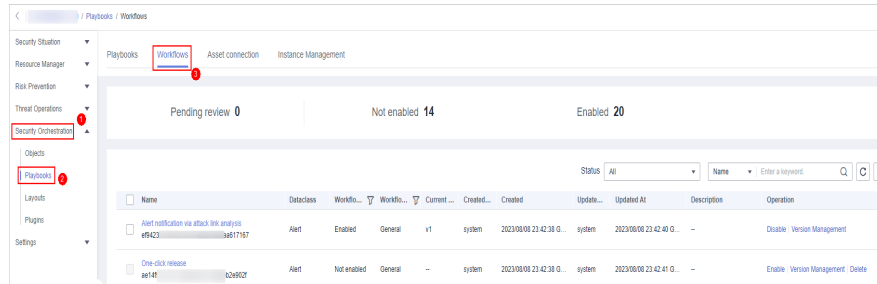 / Playbooks / Workflows
Security Situation
Resource Manager
Risk Prevention
Threat Operations
1
Security Orchestration
Objects
Playbooks 2
Layouts
Plugins
Settings
Playbooks Workflows Asset connection Instance Management
3
Pending review 0 Not enabled 14 Enabled 20
Status All Name Enter a keyword.
Name Dataclass Workflo... Workflo... Current ... Created... Created Update... Updated At Description Operation
Alert notification via attack link analysis
ef9423 aa617167
Alert Enabled General v1 system 2023/08/08 23:42:38 G... system 2023/08/08 23:42:40 G... -- Disable Version Management
One-click release
ae14f b2e902f
Alert Not enabled General -- system 2023/08/08 23:42:38 G... system 2023/08/08 23:42:41 G... -- Enable Version Management Delete